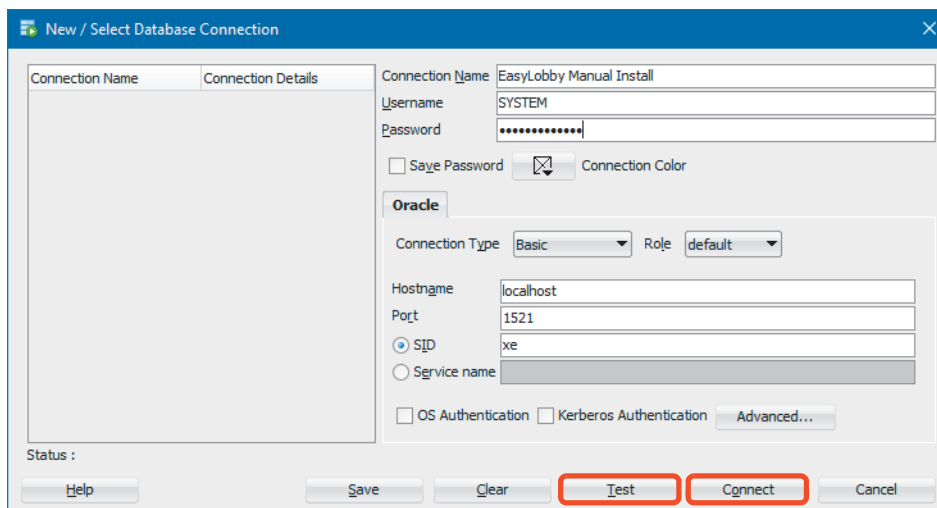 New / Select Database Connection
Connection Name Connection Details
Connection Name EasyLobby Manual Install
Username SYSTEM
Password •••••••••••••
Save Password Connection Color
Oracle
Connection Type Basic Role default
Hostname localhost
Port 1521
SID xe
Service name
OS Authentication Kerberos Authentication Advanced...
Status :
Help Save Clear Test Connect Cancel